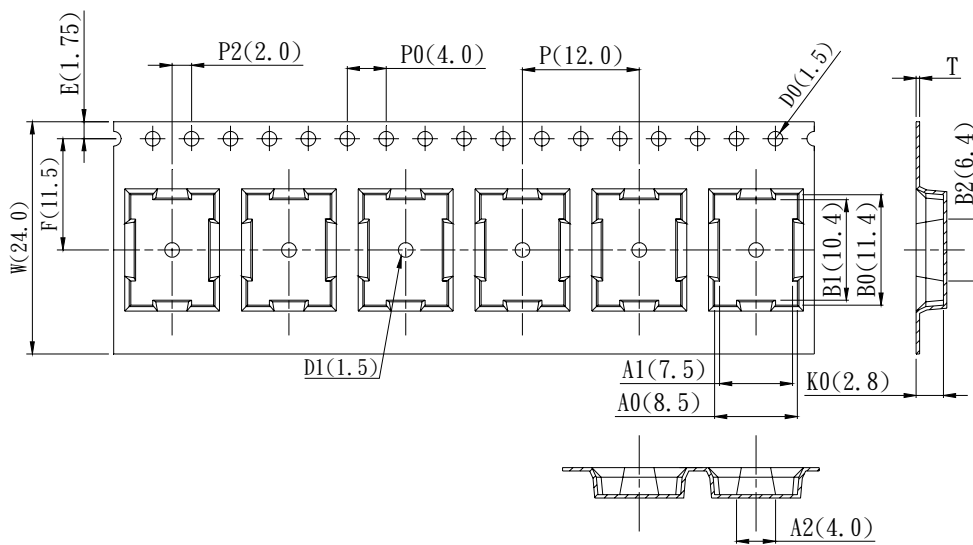 E(1.75)
P2(2.0)
P0(4.0)
P(12.0)
D0(1.5)
T
W(24.0)
F(11.5)
B1(10.4)
B0(11.4)
B2(6.4)
D1(1.5)
A1(7.5)
A0(8.5)
K0(2.8)
A2(4.0)